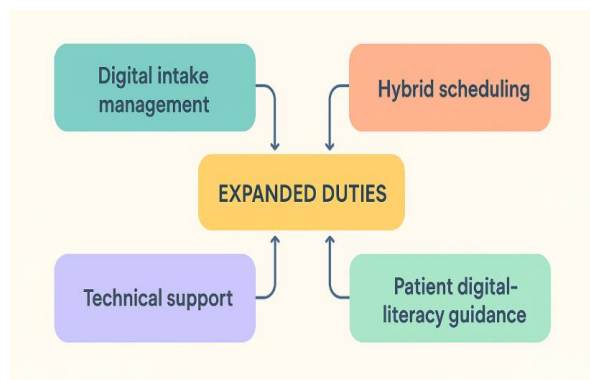 Digital intake
management
Hybrid scheduling
EXPANDED DUTIES
Technical support
Patient digital-
literacy guidance